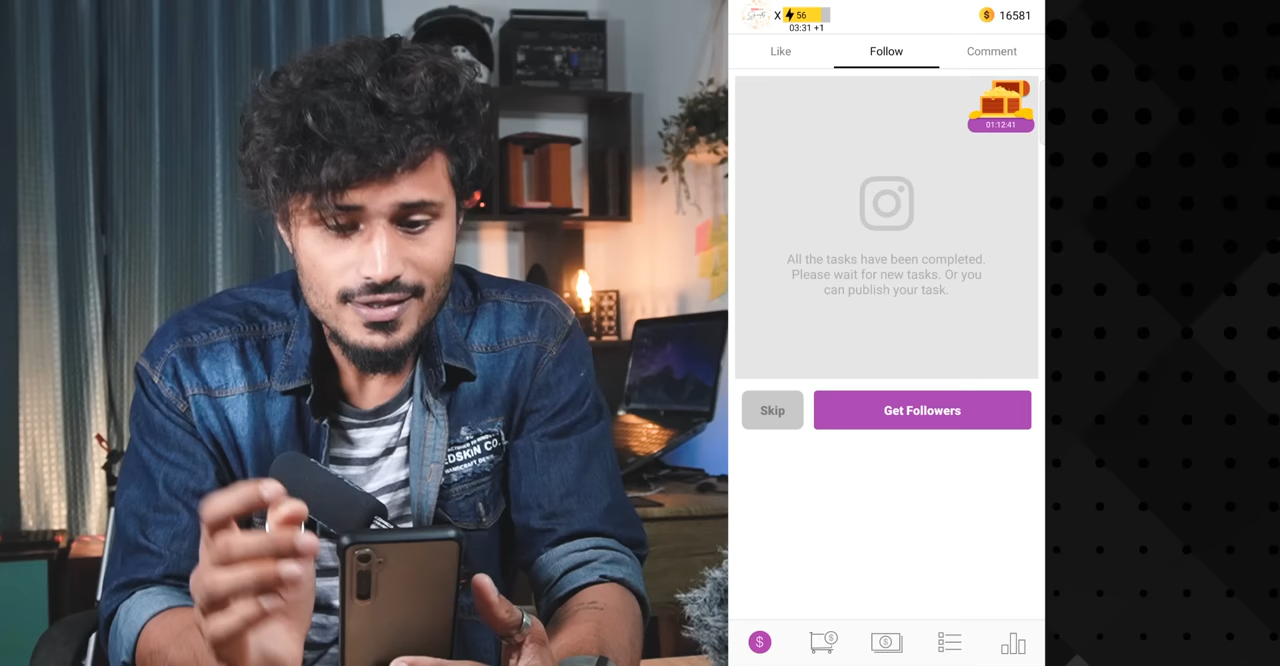 X 56
03:31 +1
16581
Like
Follow
Comment
01:12:41
All the tasks have been completed.
Please wait for new tasks. Or you
can publish your task.
Skip
Get Followers
EDSKIN CO.